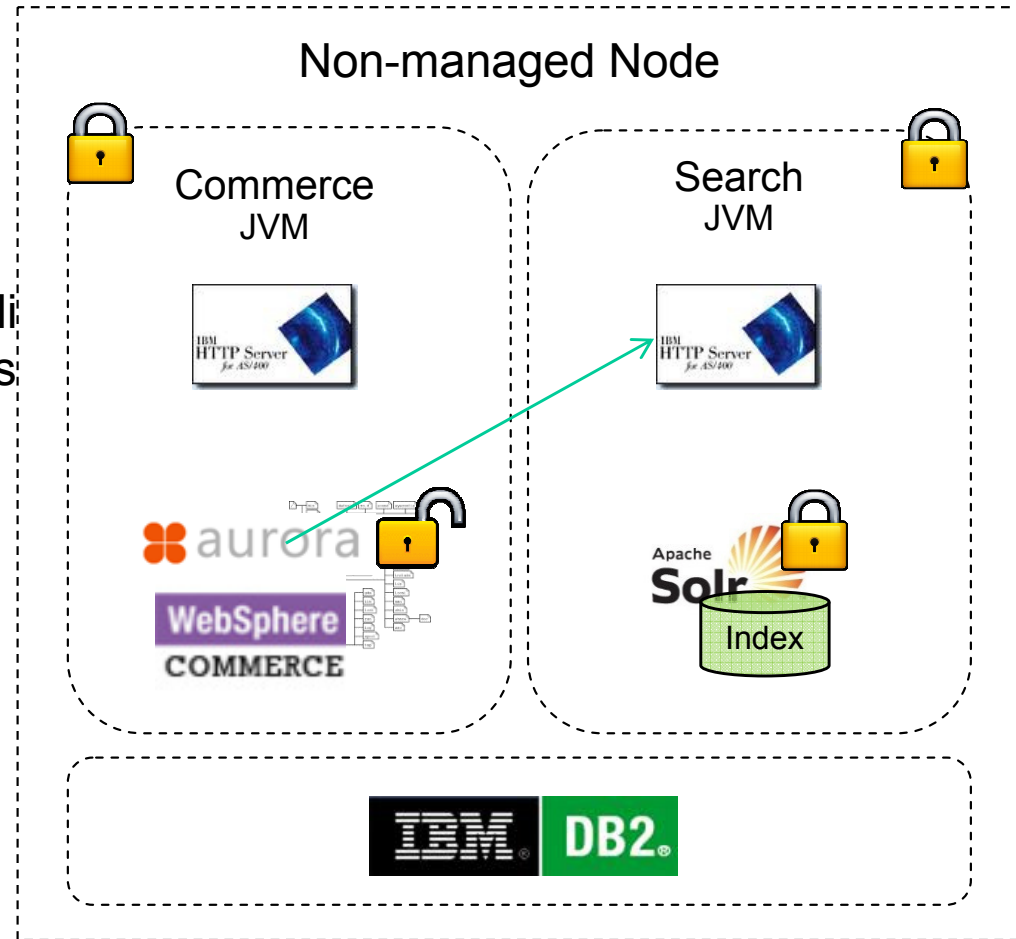 Non-managed Node
Commerce
JVM
Search
JVM
li
s
IBM
HTTP Server
for AS/400
IBM
HTTP Server
for AS/400
aurora
WebSphere
COMMERCE
Apache
Solr
Index
IBM®
DB2®